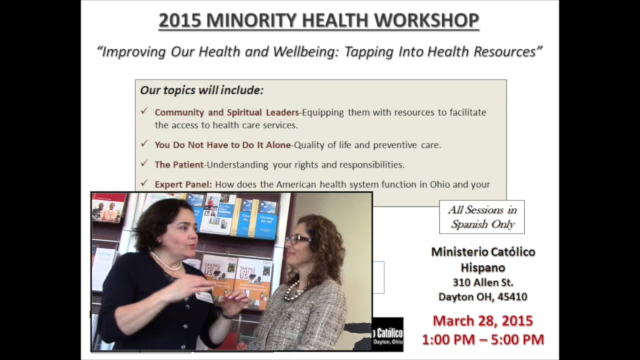 2015 MINORITY HEALTH WORKSHOP
“Improving Our Health and Wellbeing: Tapping Into Health Resources”
Our topics will include:
✓ Community and Spiritual Leaders-Equipping them with resources to facilitate
the access to health care services.
✓ You Do Not Have to Do It Alone-Quality of life and preventive care.
✓ The Patient-Understanding your rights and responsibilities.
✓ Expert Panel: How does the American health system function in Ohio and your
All Sessions in
Spanish Only
Ministerio Católico
Hispano
310 Allen St.
Dayton OH, 45410
March 28, 2015
1:00 PM – 5:00 PM
o Católico
Dayton, Ohio